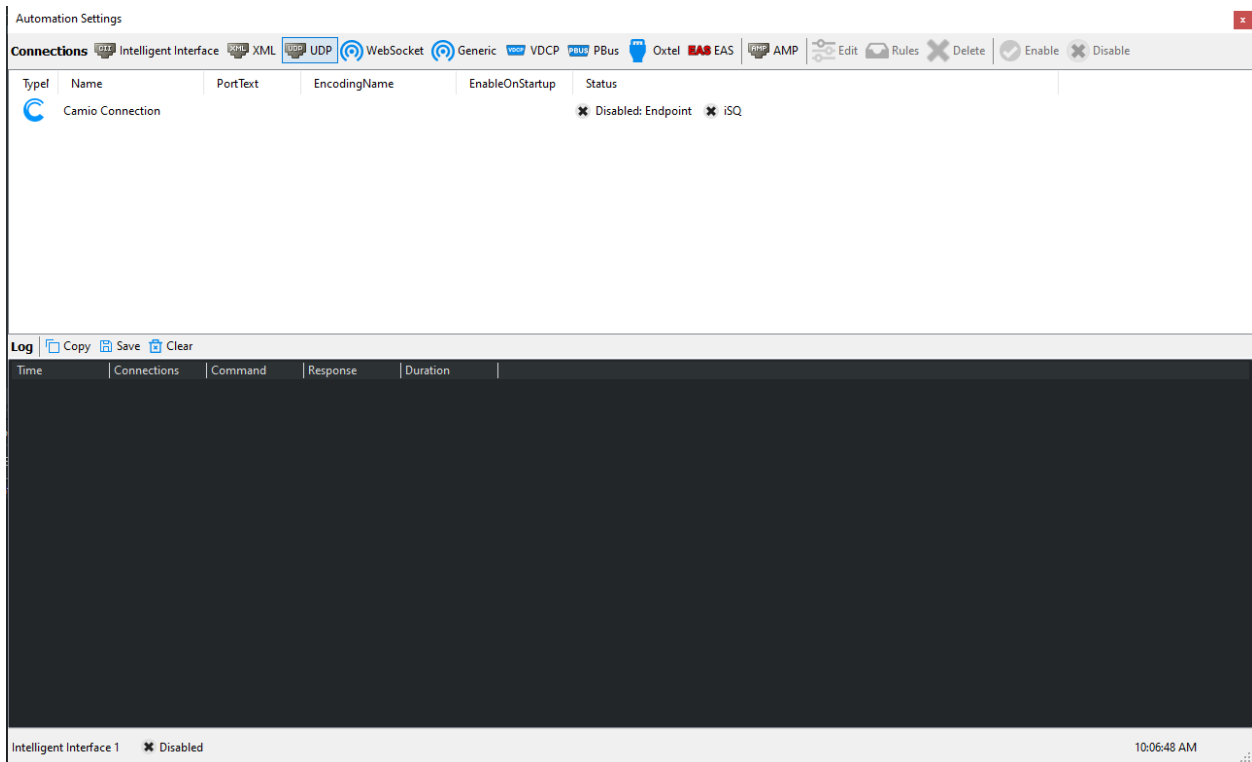 Automation Settings
x
Connections CII Intelligent Interface XML XML UDP UDP WebSocket Generic VDCP VDCP PBUS PBus Oxtel EAS EAS AMP AMP Edit Rules Delete Enable Disable
Type Name PortText EncodingName EnableOnStartup Status
Camio Connection Disabled: Endpoint iSQ
Log Copy Save Clear
Time Connections Command Response Duration
Intelligent Interface 1 Disabled 10:06:48 AM